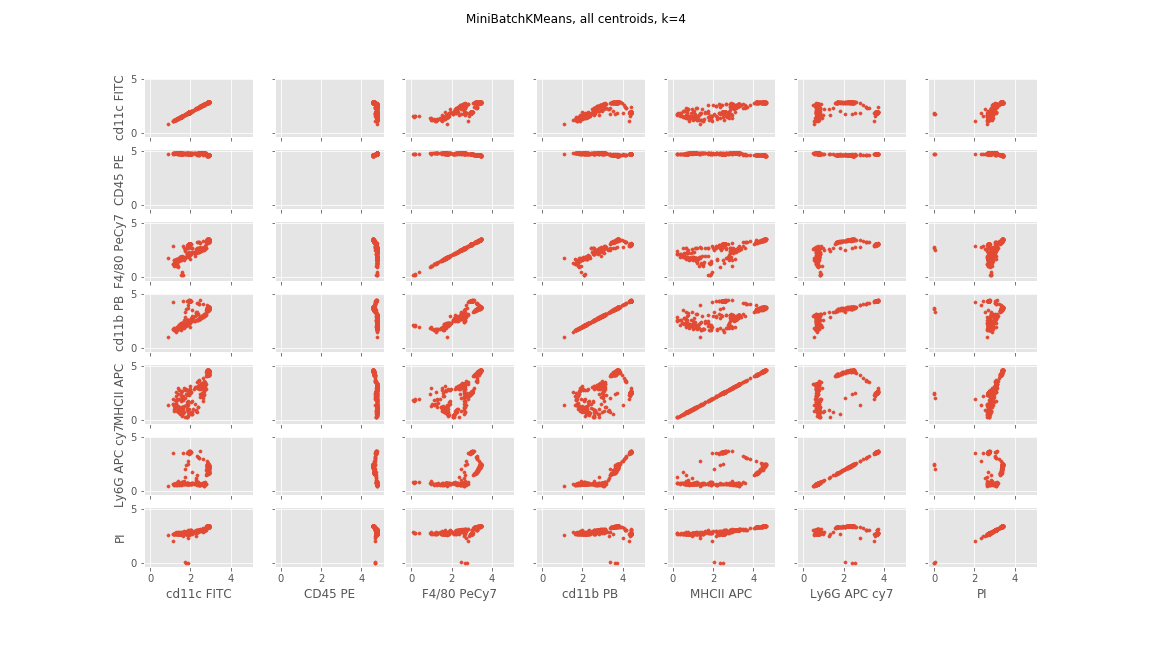 MiniBatchKMeans, all centroids, k=4
cd11c FITC
5
0
CD45 PE
5
0
F4/80 PeCy7
5
0
cd11b PB
5
0
MHCII APC
5
0
Ly6G APC cy7
5
0
PI
5
0
0 2 4 0 2 4 0 2 4 0 2 4 0 2 4 0 2 4 0 2 4
cd11c FITC CD45 PE F4/80 PeCy7 cd11b PB MHCII APC Ly6G APC cy7 PI